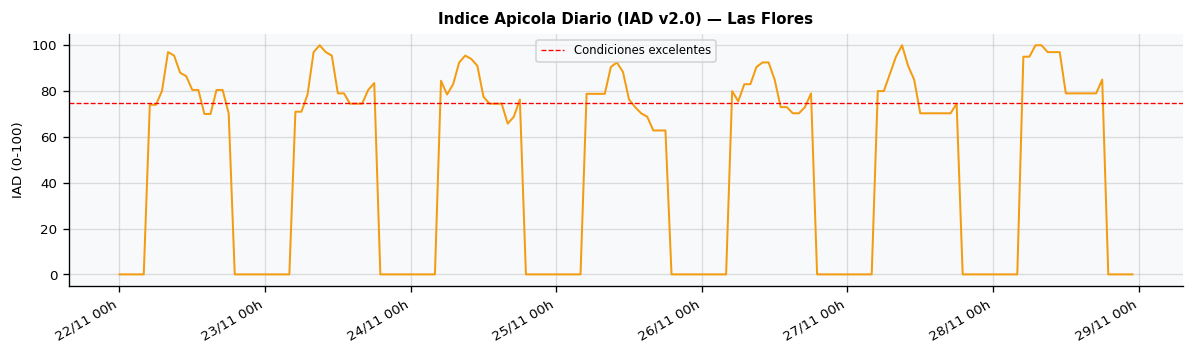 Indice Apicola Diario (IAD v2.0) — Las Flores
Condiciones excelentes
IAD (0-100)
100
80
60
40
20
0
22/11 00h
23/11 00h
24/11 00h
25/11 00h
26/11 00h
27/11 00h
28/11 00h
29/11 00h